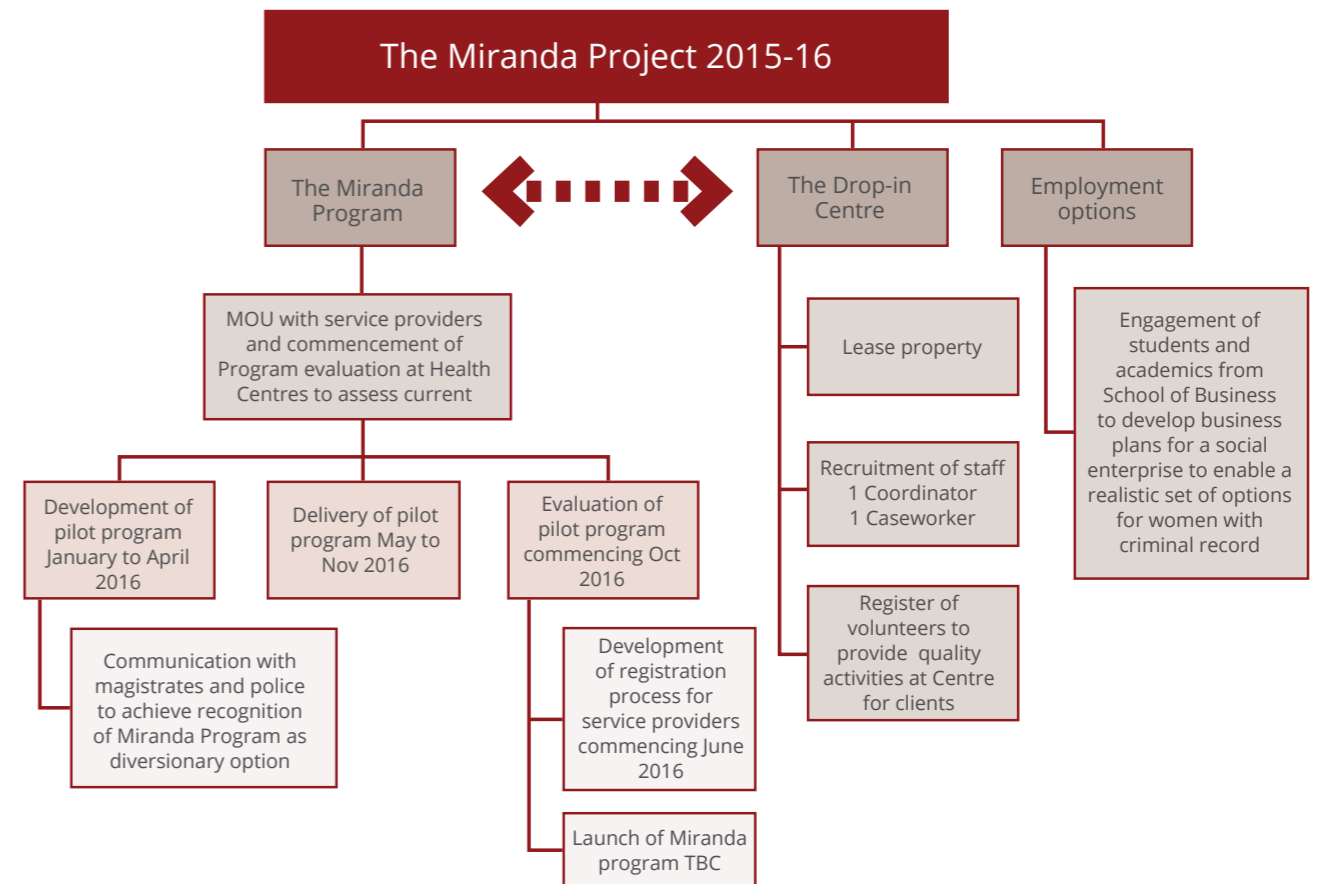 The Miranda Project 2015-16
The Miranda
Program
The Drop-in
Centre
Employment
options
MOU with service providers
and commencement of
Program evaluation at Health
Centres to assess current
Development of
pilot program
January to April
2016
Communication with
magistrates and police
to achieve recognition
of Miranda Program as
diversionary option
Delivery of pilot
program May to
Nov 2016
Evaluation of
pilot program
commencing Oct
2016
Development
of registration
process for
service providers
commencing June
2016
Launch of Miranda
program TBC
Lease property
Recruitment of staff
1 Coordinator
1 Caseworker
Register of
volunteers to
provide quality
activities at Centre
for clients
Engagement of
students and
academics from
School of Business
to develop business
plans for a social
enterprise to enable a
realistic set of options
for women with
criminal record